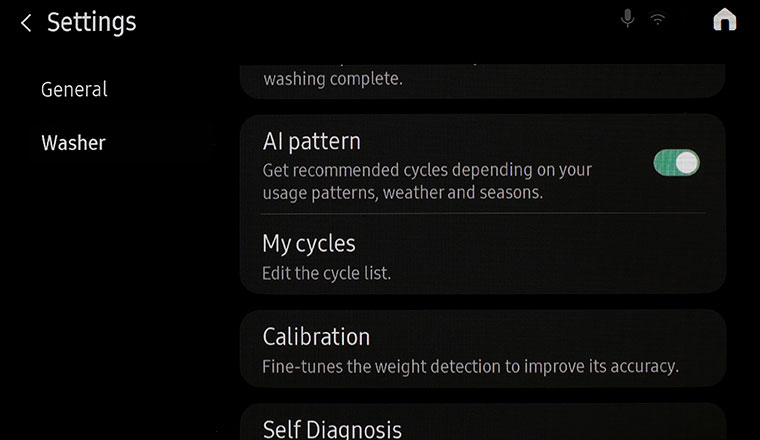 Settings
General
Washer
washing complete.
AI pattern
Get recommended cycles depending on your
usage patterns, weather and seasons.
My cycles
Edit the cycle list.
Calibration
Fine-tunes the weight detection to improve its accuracy.
Self Diagnosis